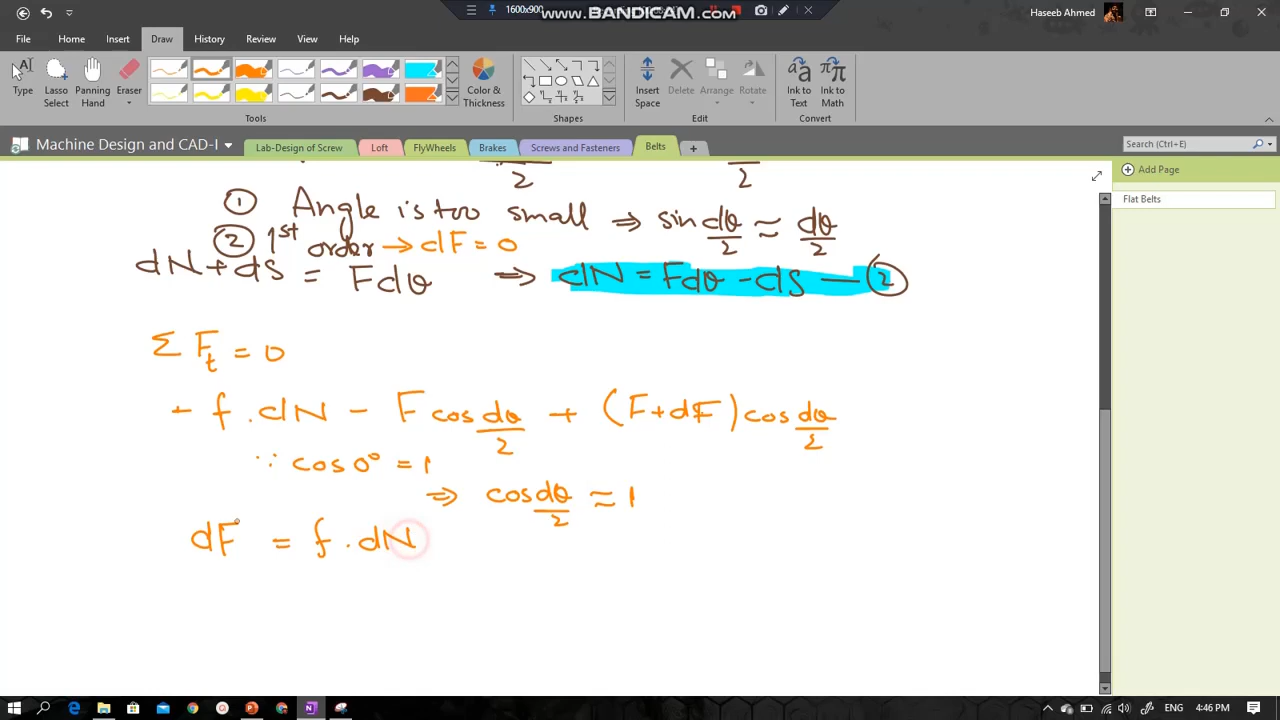 1600x900
www.BANDICAM.com
Haseeb Ahmed
File Home Insert Draw History Review View Help
Type
Lasso Select
Panning Hand
Eraser
Color & Thickness
Insert Space
Delete
Arrange
Rotate
Ink to Text
Ink to Math
Tools
Shapes
Edit
Convert
Machine Design and CAD-I
Lab-Design of Screw
Loft
FlyWheels
Brakes
Screws and Fasteners
Belts
Search (Ctrl+E)
Add Page
Flat Belts
2 2
① Angle is too small ⇒ sin dθ/2 ≈ dθ/2
② 1st order → dF = 0
dN+ds = Fdθ ⇒ dN = Fdθ - ds — ②
Σ Ft = 0
- f.dN - F cos dθ/2 + (F+dF) cos dθ/2
∵ cos 0° = 1
⇒ cos dθ/2 ≈ 1
dF = f.dN
ENG
4:46 PM